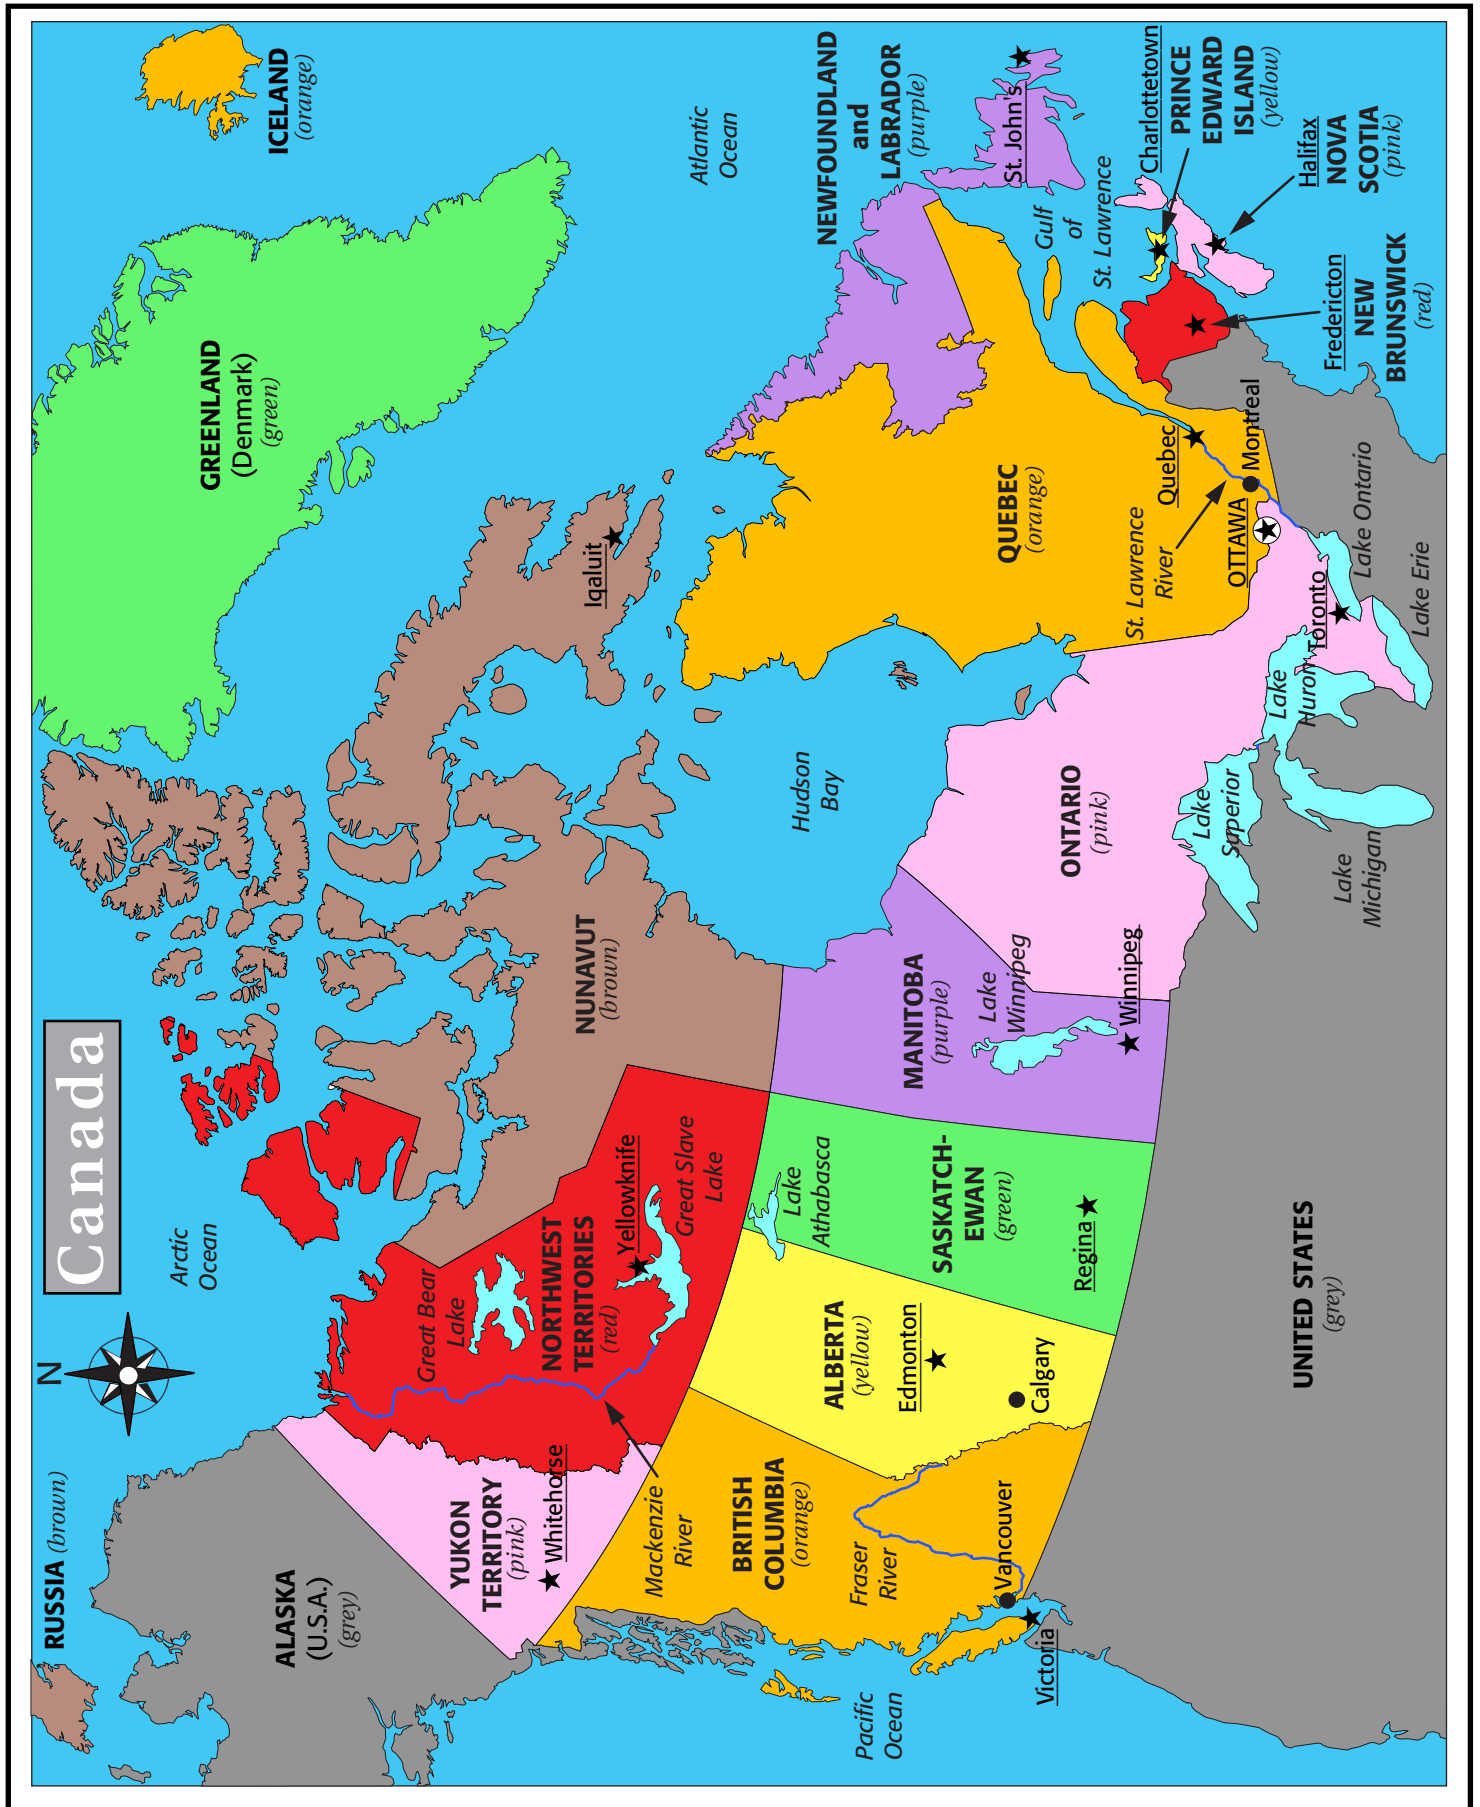 Canada
N
RUSSIA (brown)
ALASKA
(U.S.A.)
(grey)
Arctic
Ocean
GREENLAND
(Denmark)
(green)
ICELAND
(orange)
YUKON
TERRITORY
(pink)
Whitehorse
Great Bear
Lake
NORTHWEST
TERRITORIES
(red)
Yellowknife
Great Slave
Lake
Mackenzie
River
NUNAVUT
(brown)
Iqaluit
Atlantic
Ocean
BRITISH
COLUMBIA
(orange)
Fraser
River
Vancouver
Victoria
Pacific
Ocean
ALBERTA
(yellow)
Edmonton
Calgary
Lake
Athabasca
SASKATCH-
EWAN
(green)
Regina
MANITOBA
(purple)
Lake
Winnipeg
Winnipeg
Hudson
Bay
ONTARIO
(pink)
Lake
Superior
Lake
Michigan
Lake
Huron
Toronto
Lake Ontario
Lake Erie
OTTAWA
Montreal
Quebec
St. Lawrence
River
QUEBEC
(orange)
NEWFOUNDLAND
and
LABRADOR
(purple)
St. John's
Gulf
of
St. Lawrence
Charlottetown
PRINCE
EDWARD
ISLAND
(yellow)
Halifax
NOVA
SCOTIA
(pink)
Fredericton
NEW
BRUNSWICK
(red)
UNITED STATES
(grey)